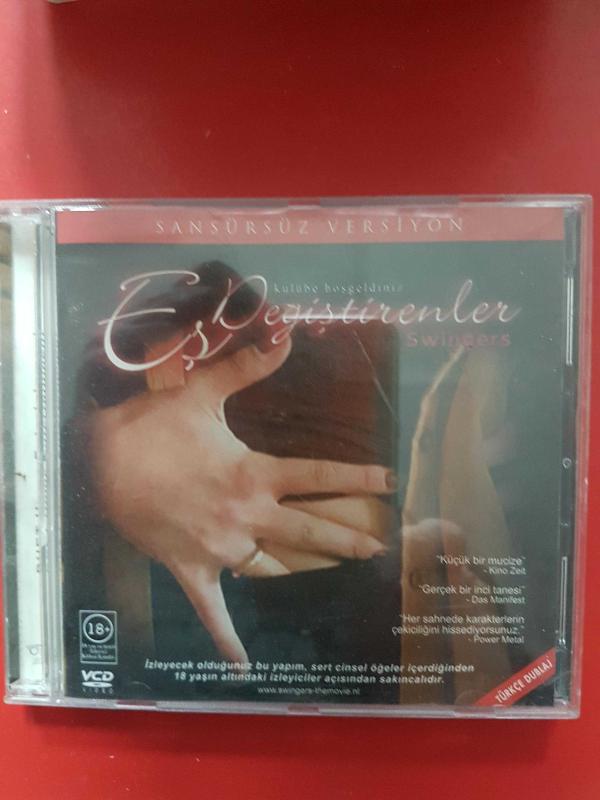 SANSÜRSÜZ VERSİYON
kulübe hoşgeldiniz
Eş Değiştirenler
Swingers
"Küçük bir mucize"
- Kino Zeit
"Gerçek bir inci tanesi"
- Das Manifest
"Her sahnede karakterlerin
çekiciliğini hissediyorsunuz."
- Power Metal
18+
İzleyecek olduğunuz bu yapım, sert cinsel öğeler içerdiğinden
18 yaşın altındaki izleyiciler açısından sakıncalıdır.
VCD
VIDEO
www.swingers-themovie.nl
TÜRKÇE DUBLAJ